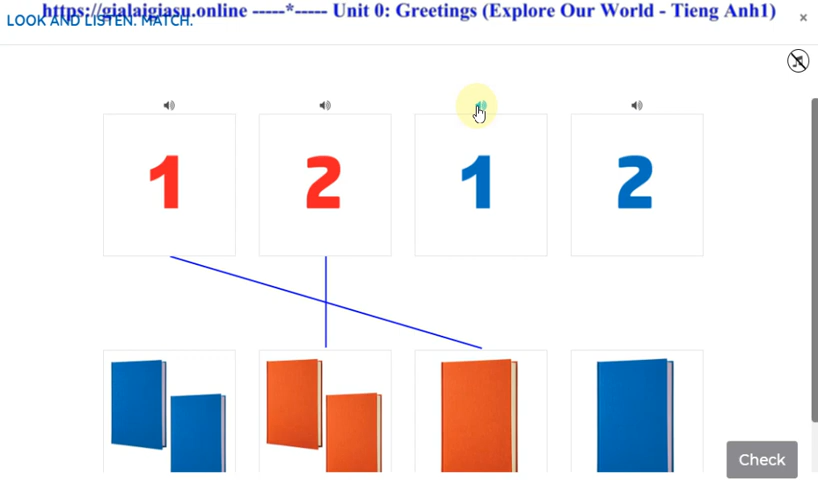 https://gialaigiasu.online -----*----- Unit 0: Greetings (Explore Our World - Tieng Anh1)
LOOK AND LISTEN. MATCH.
1 2 1 2
Check